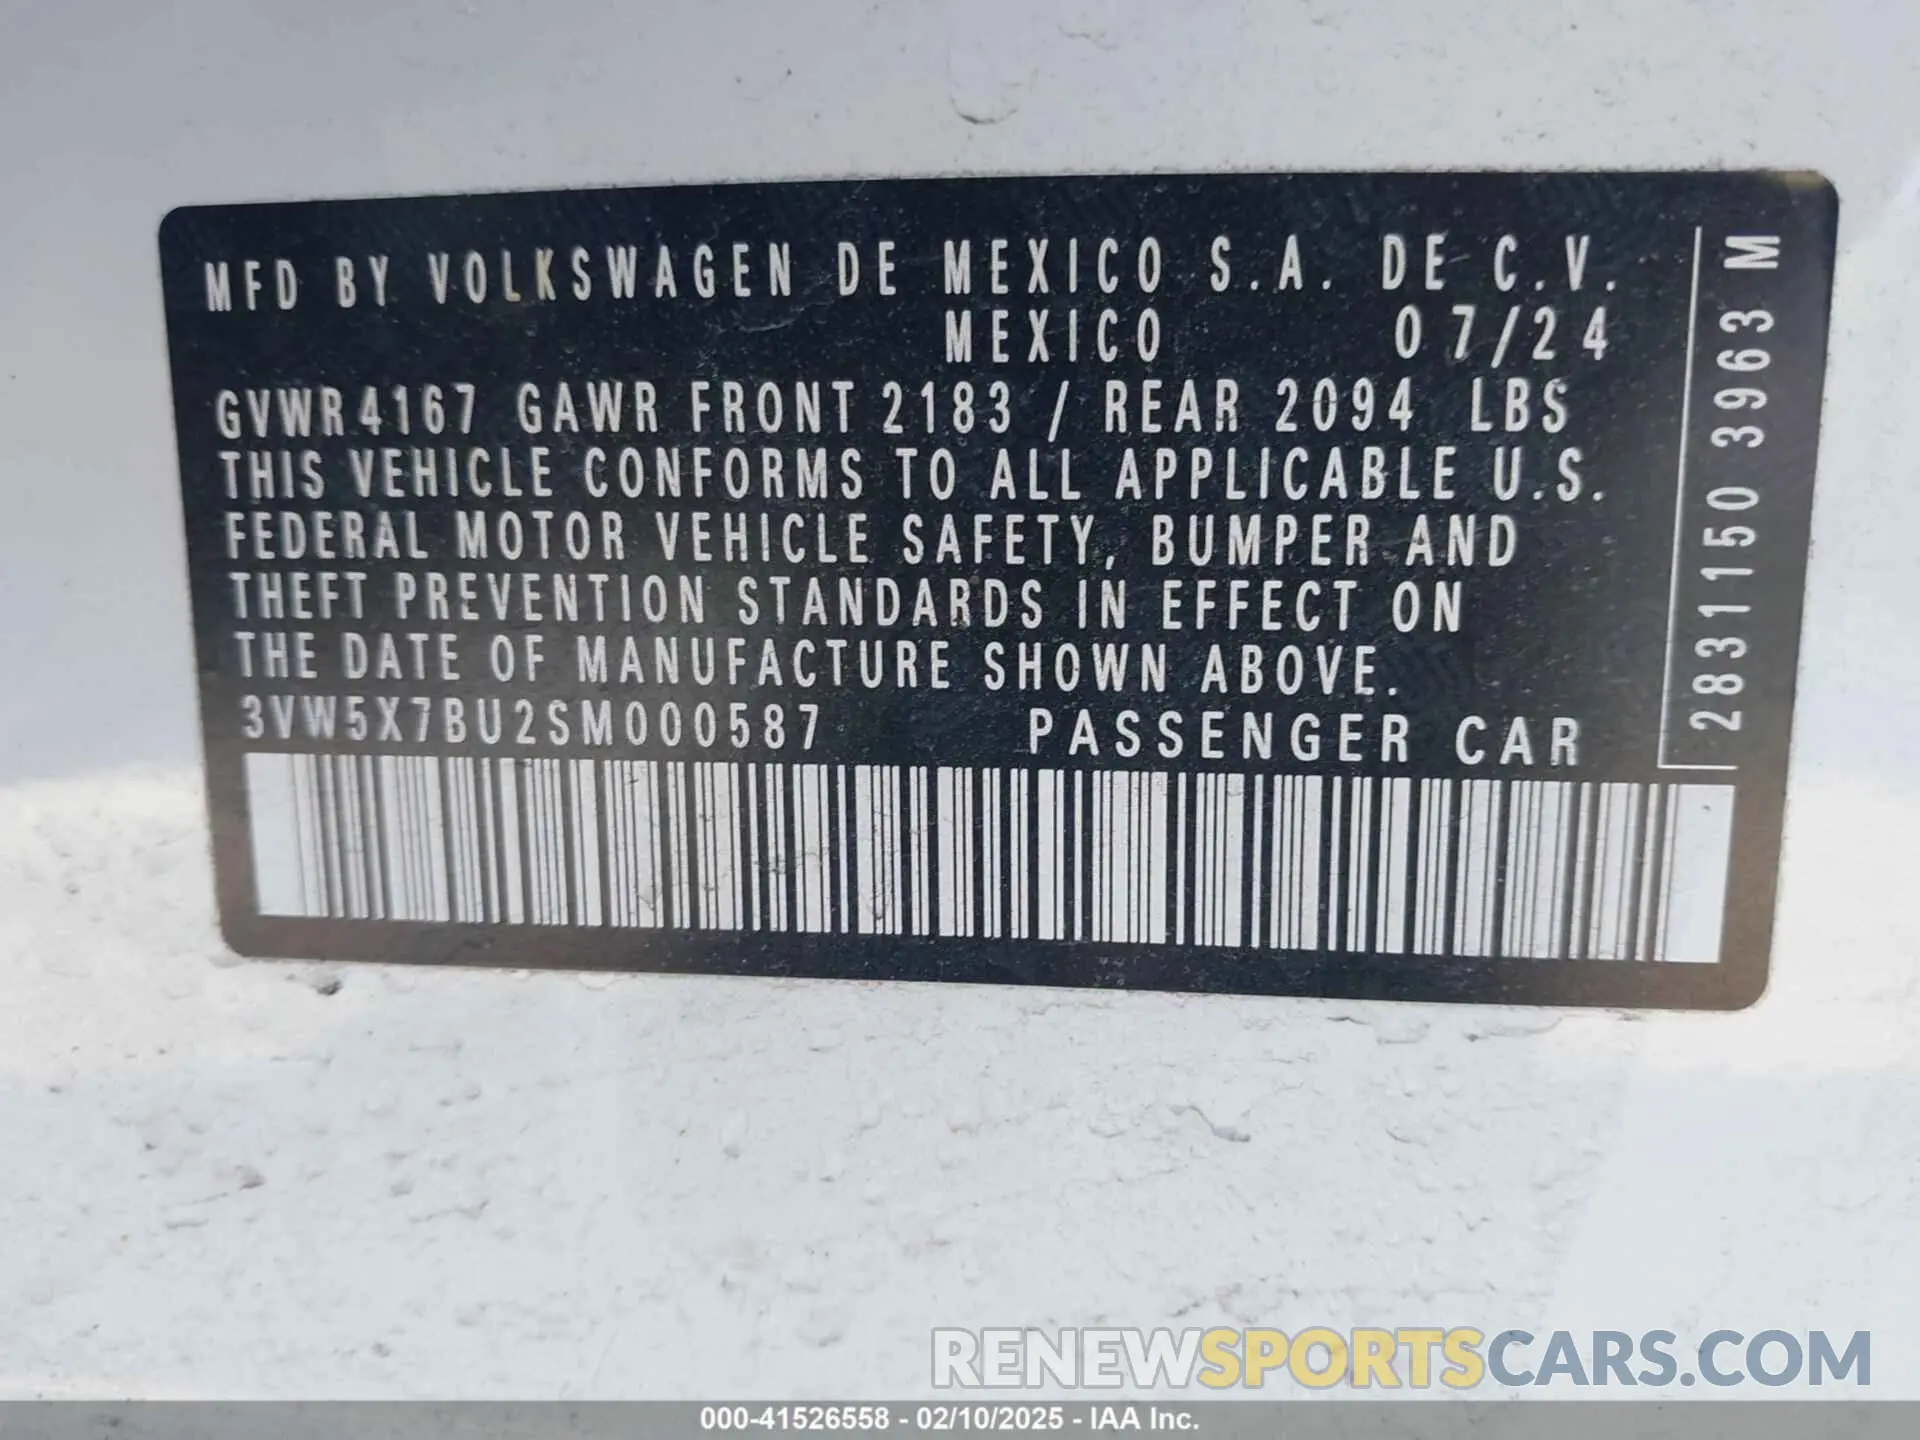 MFD BY VOLKSWAGEN DE MEXICO S.A. DE C.V.
MEXICO 07/24
GVWR 4167 GAWR FRONT 2183 / REAR 2094 LBS
THIS VEHICLE CONFORMS TO ALL APPLICABLE U.S.
FEDERAL MOTOR VEHICLE SAFETY, BUMPER AND
THEFT PREVENTION STANDARDS IN EFFECT ON
THE DATE OF MANUFACTURE SHOWN ABOVE.
3VW5X7BU2SM000587 PASSENGER CAR
2831150 3963 M
RENEWSPORTSCARS.COM
000-41526558 - 02/10/2025 - IAA Inc.